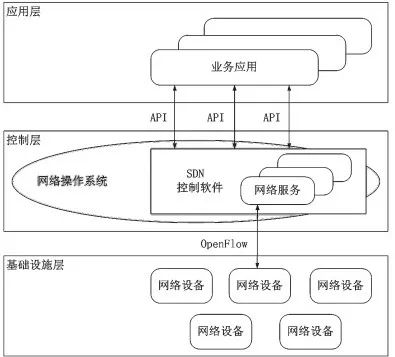 应用层
业务应用
API API API
控制层
网络操作系统
SDN
控制软件
网络服务
OpenFlow
基础设施层
网络设备 网络设备 网络设备
网络设备 网络设备